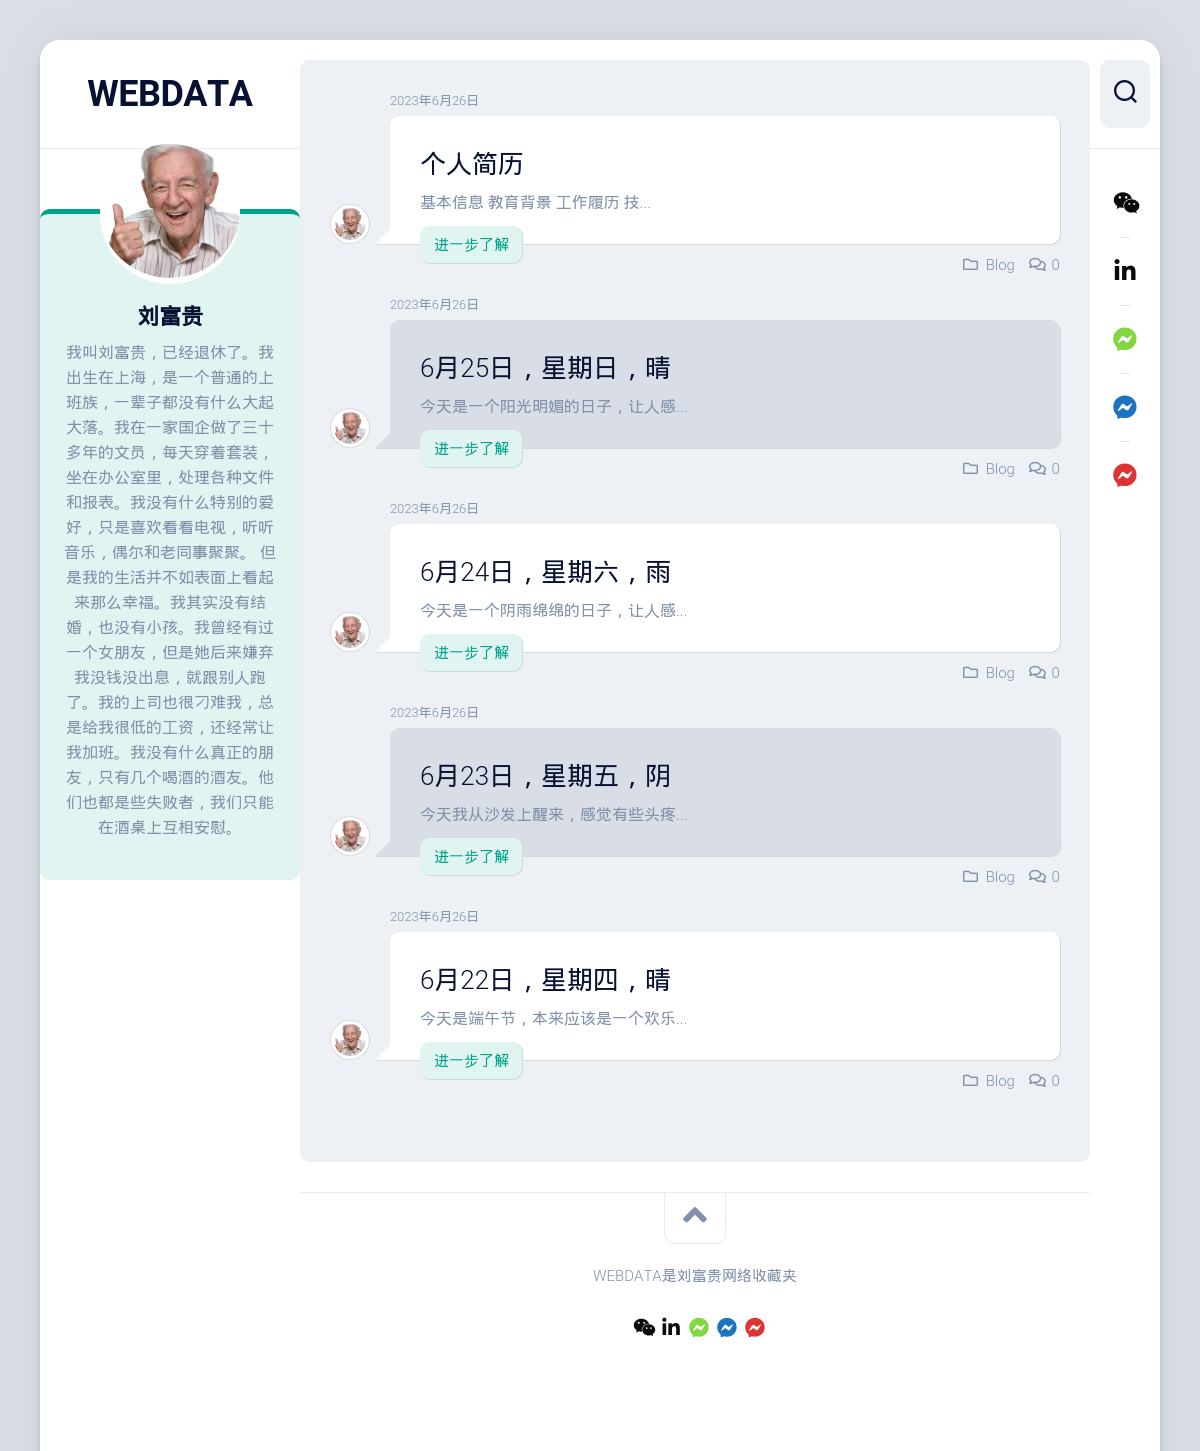 WEBDATA
刘富贵
我叫刘富贵，已经退休了。我
出生在上海，是一个普通的上
班族，一辈子都没有什么大起
大落。我在一家国企做了三十
多年的文员，每天穿着套装，
坐在办公室里，处理各种文件
和报表。我没有什么特别的爱
好，只是喜欢看看电视，听听
音乐，偶尔和老同事聚聚。 但
是我的生活并不如表面上看起
来那么幸福。我其实没有结
婚，也没有小孩。我曾经有过
一个女朋友，但是她后来嫌弃
我没钱没出息，就跟别人跑
了。我的上司也很刁难我，总
是给我很低的工资，还经常让
我加班。我没有什么真正的朋
友，只有几个喝酒的酒友。他
们也都是些失败者，我们只能
在酒桌上互相安慰。
2023年6月26日
个人简历
基本信息 教育背景 工作履历 技...
进一步了解
Blog 0
2023年6月26日
6月25日，星期日，晴
今天是一个阳光明媚的日子，让人感...
进一步了解
Blog 0
2023年6月26日
6月24日，星期六，雨
今天是一个阴雨绵绵的日子，让人感...
进一步了解
Blog 0
2023年6月26日
6月23日，星期五，阴
今天我从沙发上醒来，感觉有些头疼...
进一步了解
Blog 0
2023年6月26日
6月22日，星期四，晴
今天是端午节，本来应该是一个欢乐...
进一步了解
Blog 0
WEBDATA是刘富贵网络收藏夹